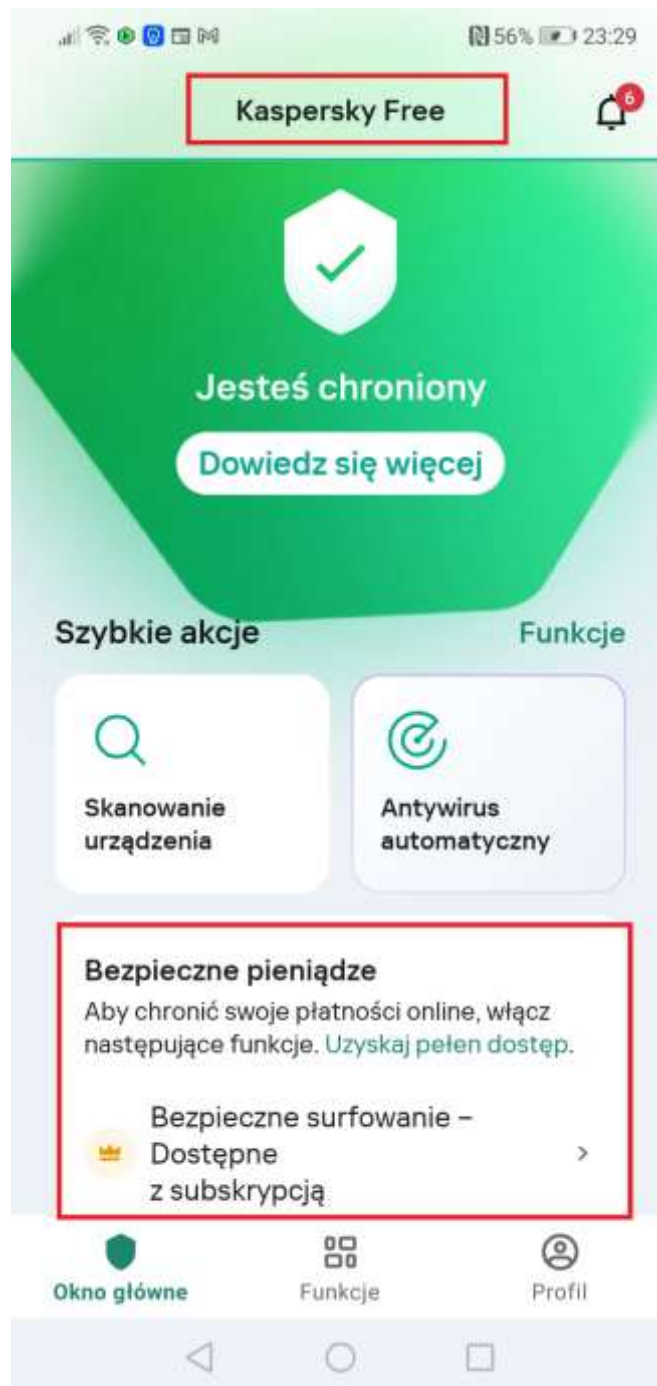 56% 23:29
Kaspersky Free
6
Jesteś chroniony
Dowiedz się więcej
Szybkie akcje
Funkcje
Skanowanie
urządzenia
Antywirus
automatyczny
Bezpieczne pieniądze
Aby chronić swoje płatności online, włącz
następujące funkcje. Uzyskaj pełen dostęp.
Bezpieczne surfowanie –
Dostępne
z subskrypcją
Okno główne
Funkcje
Profil